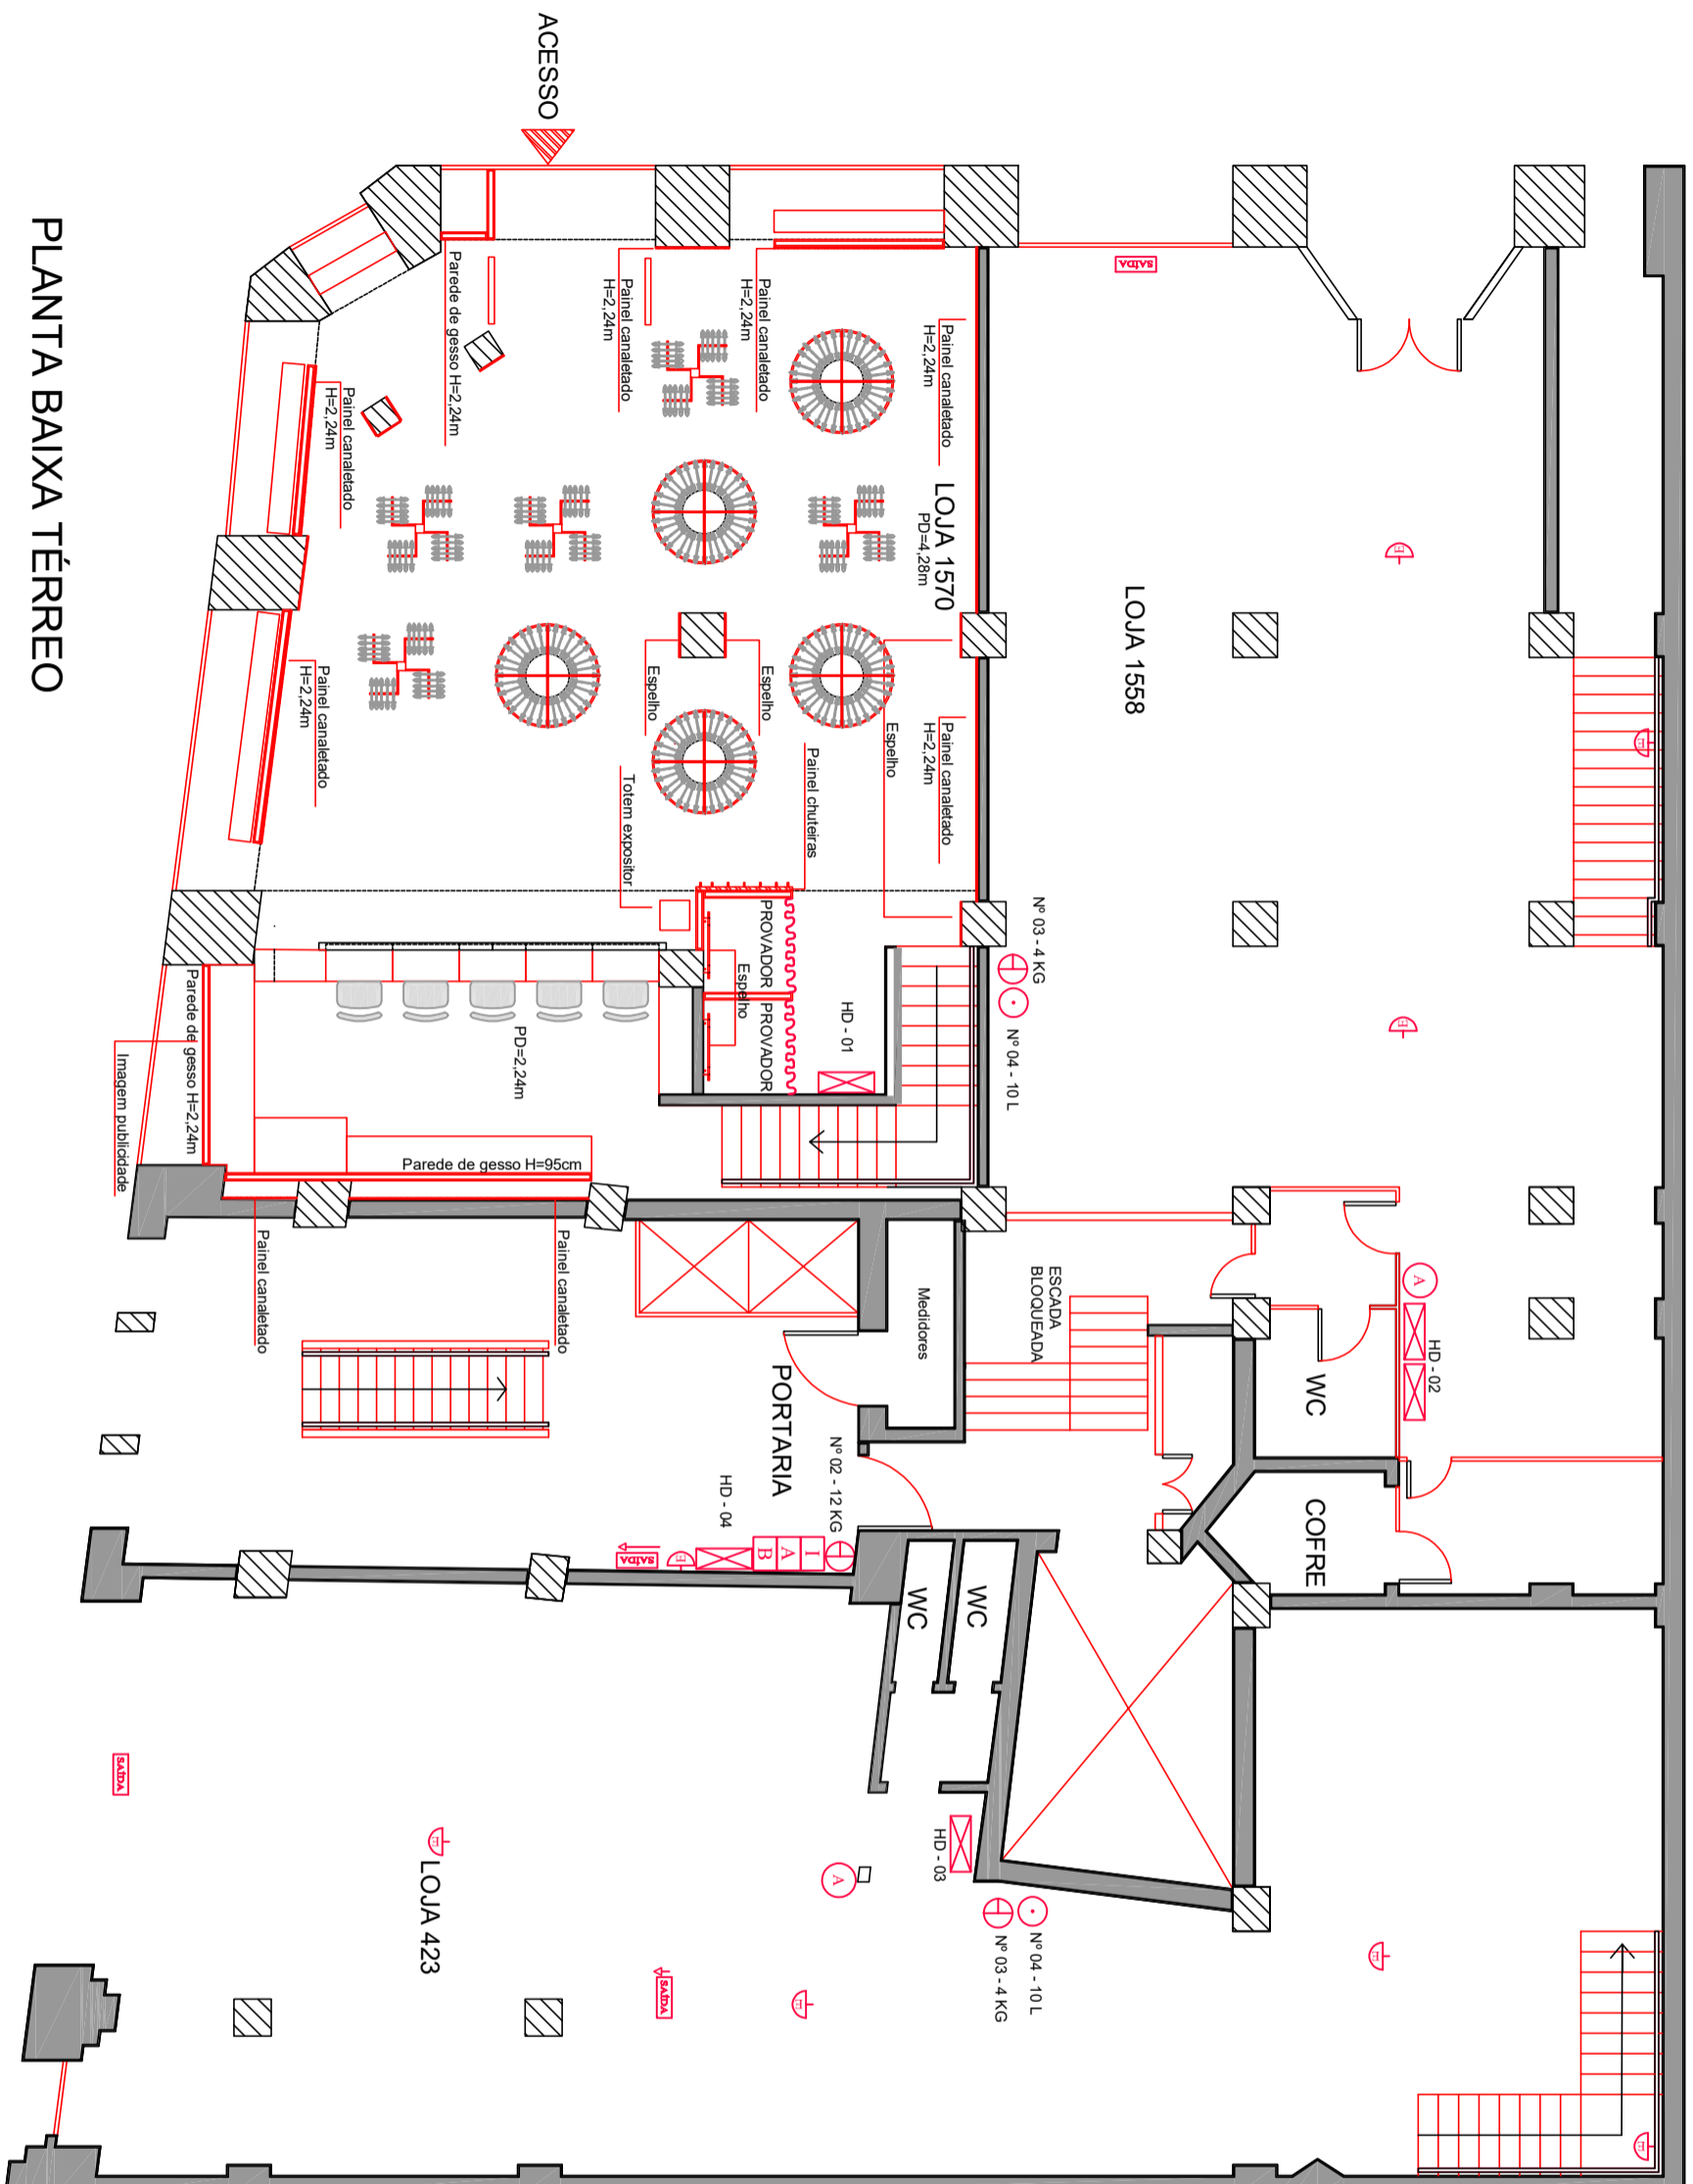 ACESSO
PLANTA BAIXA TÉRREO
LOJA 1558
SAÍDA
E
E
E
LOJA 1570
PD=4,28m
Painel canaletado
H=2,24m
Painel canaletado
H=2,24m
Painel canaletado
H=2,24m
Parede de gesso H=2,24m
Painel canaletado
H=2,24m
Painel canaletado
H=2,24m
Painel canaletado
H=2,24m
Espelho
Espelho
Espelho
Painel chuteiras
Totem expositor
PROVADOR
PROVADOR
Espelho
HD - 01
Nº 03 - 4 KG
Nº 04 - 10 L
PD=2,24m
Parede de gesso H=2,24m
Imagem publicidade
Parede de gesso H=95cm
Painel canaletado
Painel canaletado
Medidores
ESCADA
BLOQUEADA
A
HD - 02
WC
COFRE
PORTARIA
Nº 02 - 12 KG
HD - 04
I
A
B
E
SAÍDA
WC
WC
HD - 03
A
Nº 04 - 10 L
Nº 03 - 4 KG
SAÍDA
E
LOJA 423
SAÍDA
E
E
E